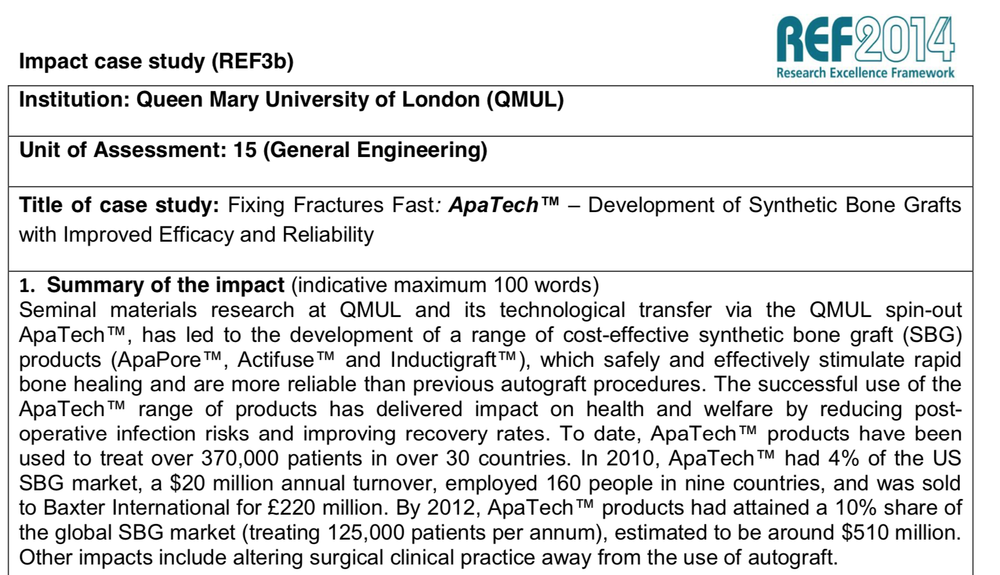 REF2014
Research Excellence Framework
Impact case study (REF3b)
Institution: Queen Mary University of London (QMUL)
Unit of Assessment: 15 (General Engineering)
Title of case study: Fixing Fractures Fast: ApaTech™ – Development of Synthetic Bone Grafts
with Improved Efficacy and Reliability
1. Summary of the impact (indicative maximum 100 words)
Seminal materials research at QMUL and its technological transfer via the QMUL spin-out
ApaTech™, has led to the development of a range of cost-effective synthetic bone graft (SBG)
products (ApaPore™, Actifuse™ and Inductigraft™), which safely and effectively stimulate rapid
bone healing and are more reliable than previous autograft procedures. The successful use of the
ApaTech™ range of products has delivered impact on health and welfare by reducing post-
operative infection risks and improving recovery rates. To date, ApaTech™ products have been
used to treat over 370,000 patients in over 30 countries. In 2010, ApaTech™ had 4% of the US
SBG market, a $20 million annual turnover, employed 160 people in nine countries, and was sold
to Baxter International for £220 million. By 2012, ApaTech™ products had attained a 10% share of
the global SBG market (treating 125,000 patients per annum), estimated to be around $510 million.
Other impacts include altering surgical clinical practice away from the use of autograft.